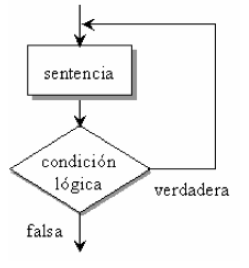 sentencia
condición
lógica
verdadera
falsa